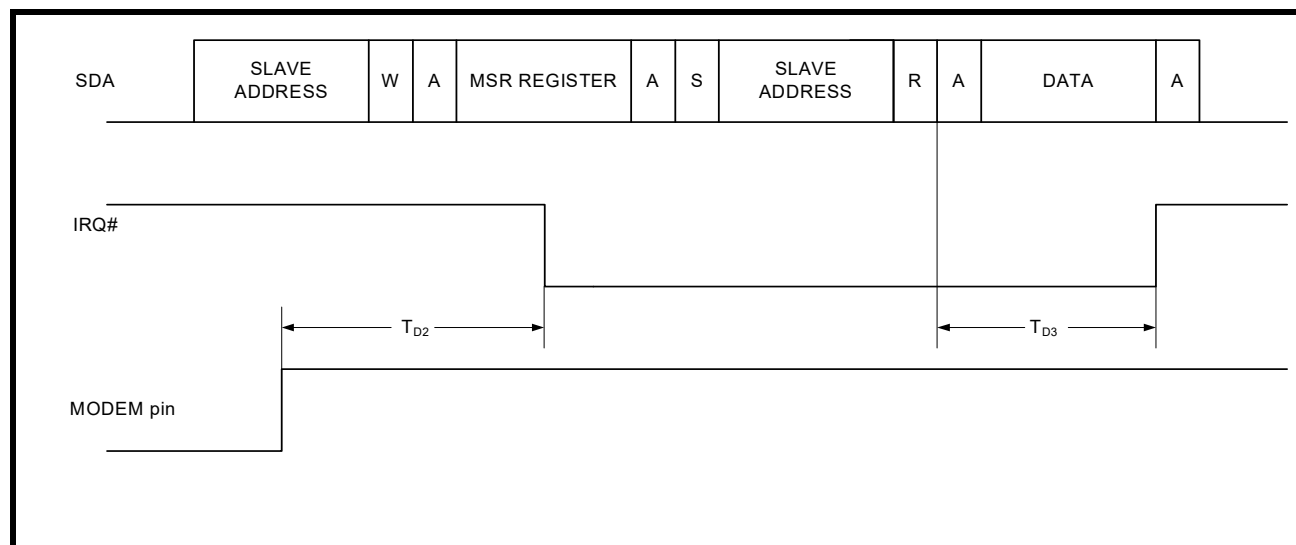 SDA
SLAVE
ADDRESS
W
A
MSR REGISTER
A
S
SLAVE
ADDRESS
R
A
DATA
A
IRQ#
TD2
TD3
MODEM pin